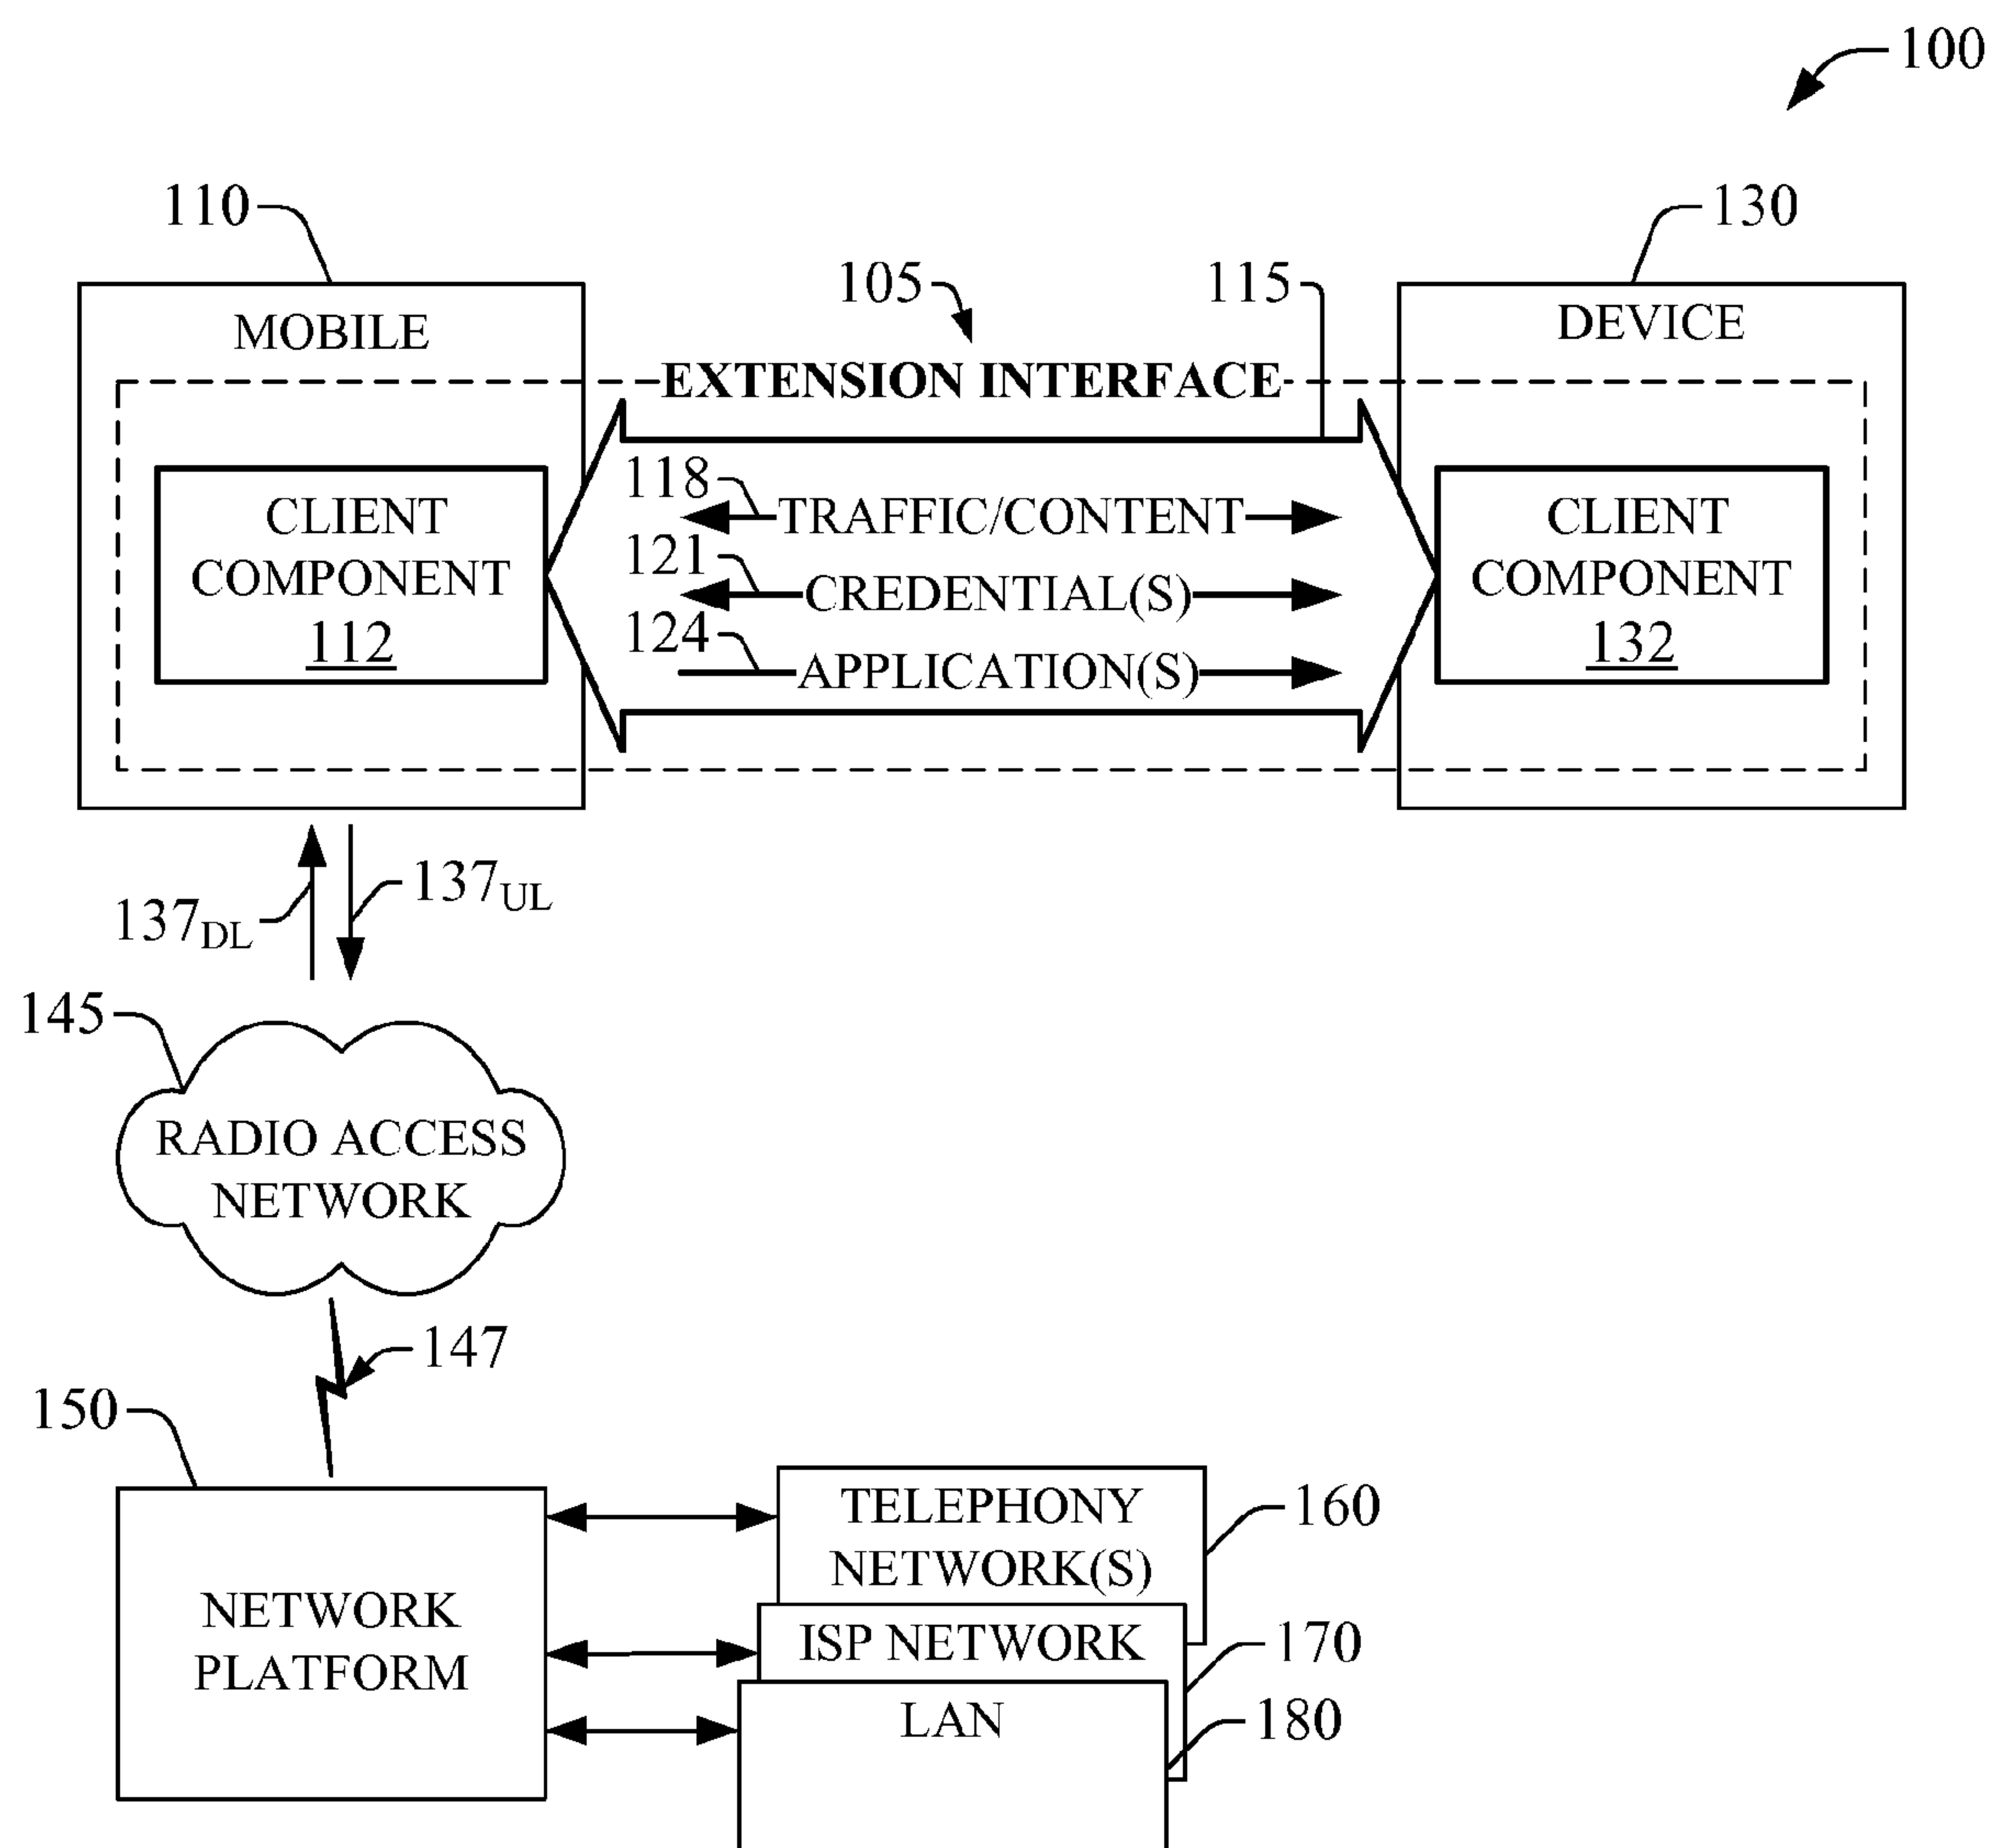 100
110
130
105
115
MOBILE
DEVICE
EXTENSION INTERFACE
118
TRAFFIC/CONTENT
121
CREDENTIAL(S)
124
APPLICATION(S)
CLIENT
COMPONENT
112
CLIENT
COMPONENT
132
137DL
137UL
145
RADIO ACCESS
NETWORK
147
150
NETWORK
PLATFORM
TELEPHONY
NETWORK(S)
160
ISP NETWORK
170
LAN
180